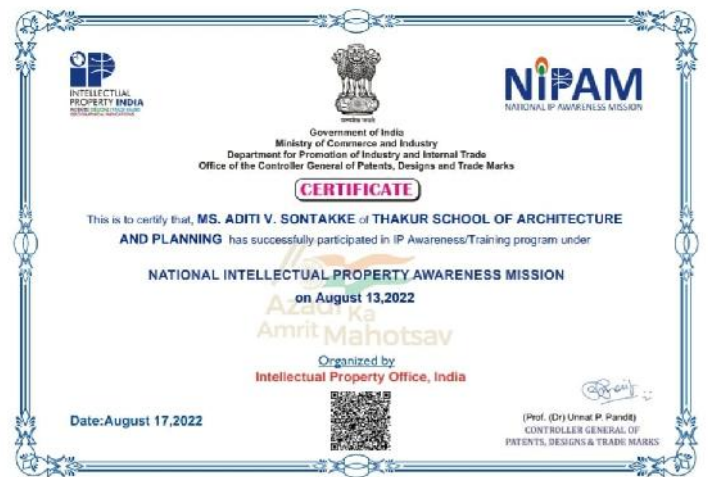 IP
INTELLECTUAL
PROPERTY INDIA
NiPAM
NATIONAL IP AWARENESS MISSION
Government of India
Ministry of Commerce and Industry
Department for Promotion of Industry and Internal Trade
Office of the Controller General of Patents, Designs and Trade Marks
CERTIFICATE
This is to certify that, MS. ADITI V. SONTAKKE of THAKUR SCHOOL OF ARCHITECTURE
AND PLANNING has successfully participated in IP Awareness/Training program under
NATIONAL INTELLECTUAL PROPERTY AWARENESS MISSION
on August 13,2022
Azadi Ka
Amrit Mahotsav
Organized by
Intellectual Property Office, India
Date:August 17,2022
(Prof. (Dr) Unnat P. Pandit)
CONTROLLER GENERAL OF
PATENTS, DESIGNS & TRADE MARKS